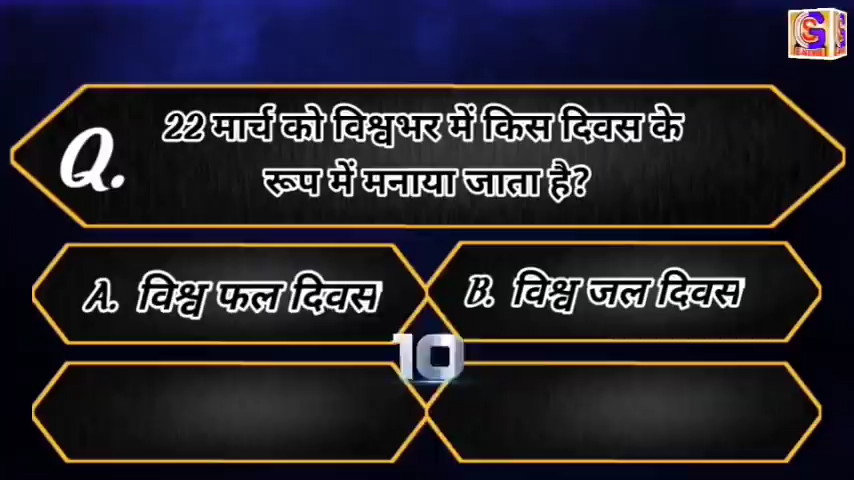 Q.
22 मार्च को विश्वभर में किस दिवस के
रूप में मनाया जाता है?
A. विश्व फल दिवस
B. विश्व जल दिवस
10